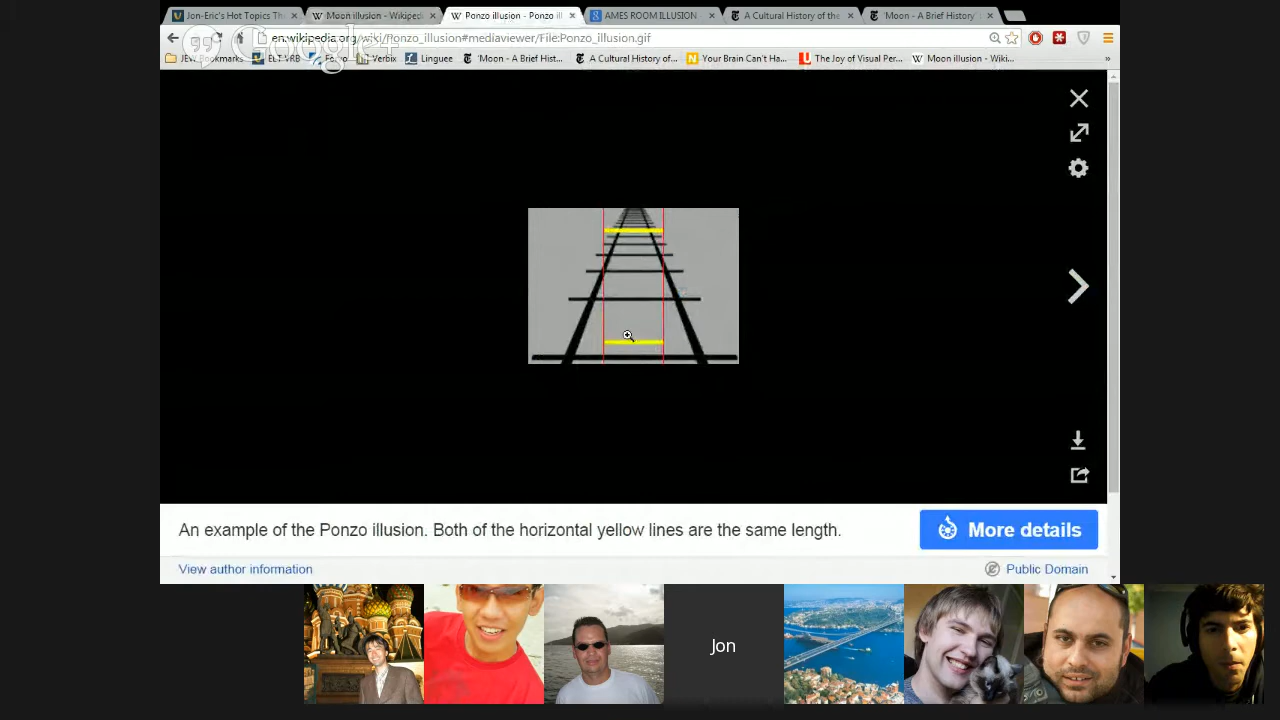 Jon-Eric's Hot Topics Th
Moon illusion - Wikipedi
Ponzo illusion - Ponzo il
AMES ROOM ILLUSION
A Cultural History of the
'Moon - A Brief History'
Google+
en.wikipedia.org/wiki/Ponzo_illusion#mediaviewer/File:Ponzo_illusion.gif
Bookmarks
VRB
Verbix
Linguee
'Moon - A Brief Hist...
A Cultural History of...
Your Brain Can't Ha...
The Joy of Visual Per...
Moon illusion - Wiki...
»
An example of the Ponzo illusion. Both of the horizontal yellow lines are the same length.
More details
View author information
Public Domain
Jon